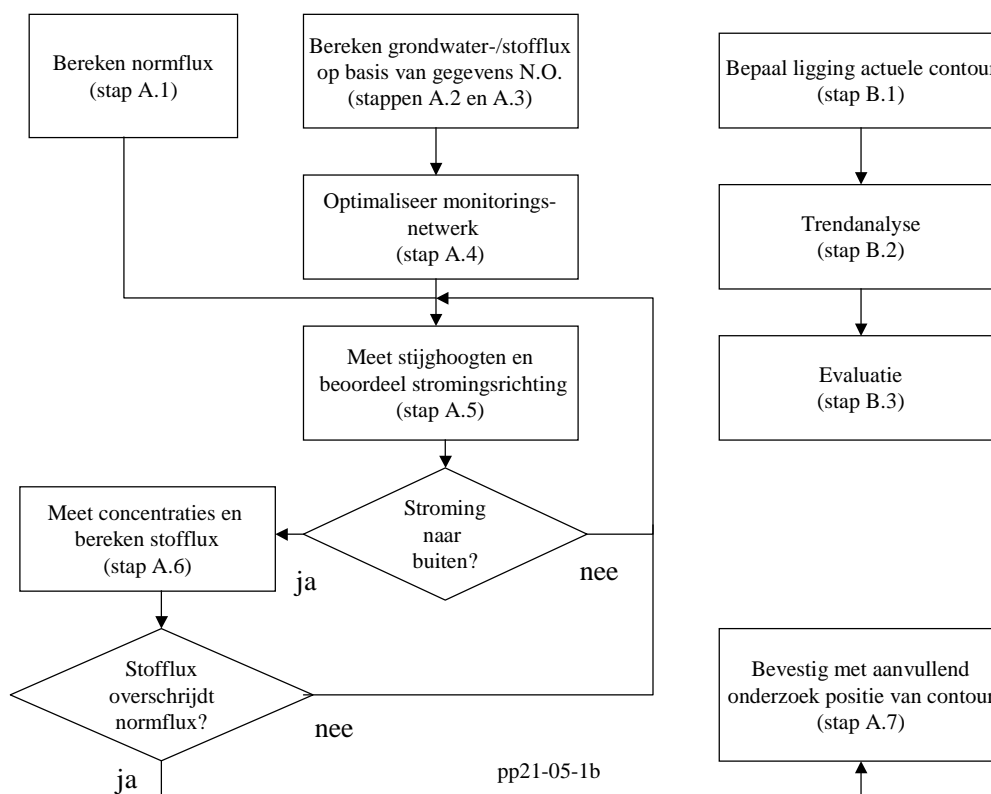 Bereken normflux
(stap A.1)
Bereken grondwater-/stofflux
op basis van gegevens N.O.
(stappen A.2 en A.3)
Bepaal ligging actuele contour
(stap B.1)
Optimaliseer monitorings-
netwerk
(stap A.4)
Trendanalyse
(stap B.2)
Meet stijghoogten en
beoordeel stromingsrichting
(stap A.5)
Evaluatie
(stap B.3)
Stroming
naar
buiten?
Meet concentraties en
bereken stofflux
(stap A.6)
ja
nee
Stofflux
overschrijdt
normflux?
nee
ja
Bevestig met aanvullend
onderzoek positie van contour
(stap A.7)
pp21-05-1b